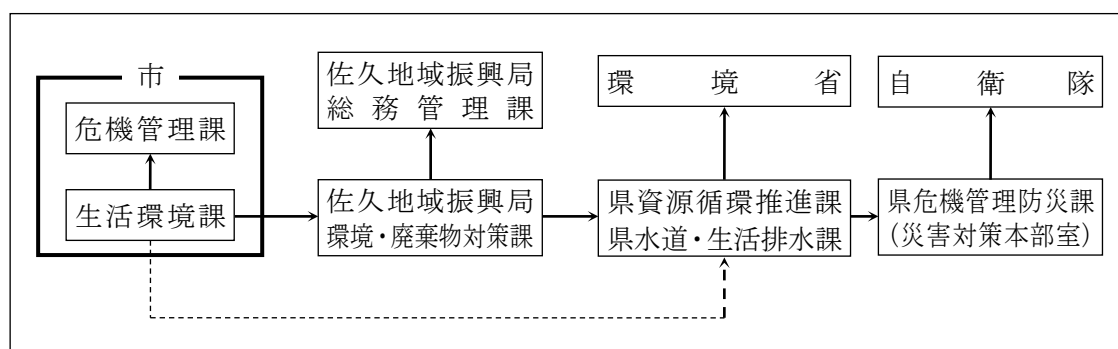 市
危機管理課
生活環境課
佐久地域振興局
総務管理課
佐久地域振興局
環境・廃棄物対策課
環境省
県資源循環推進課
県水道・生活排水課
自衛隊
県危機管理防災課
(災害対策本部室)